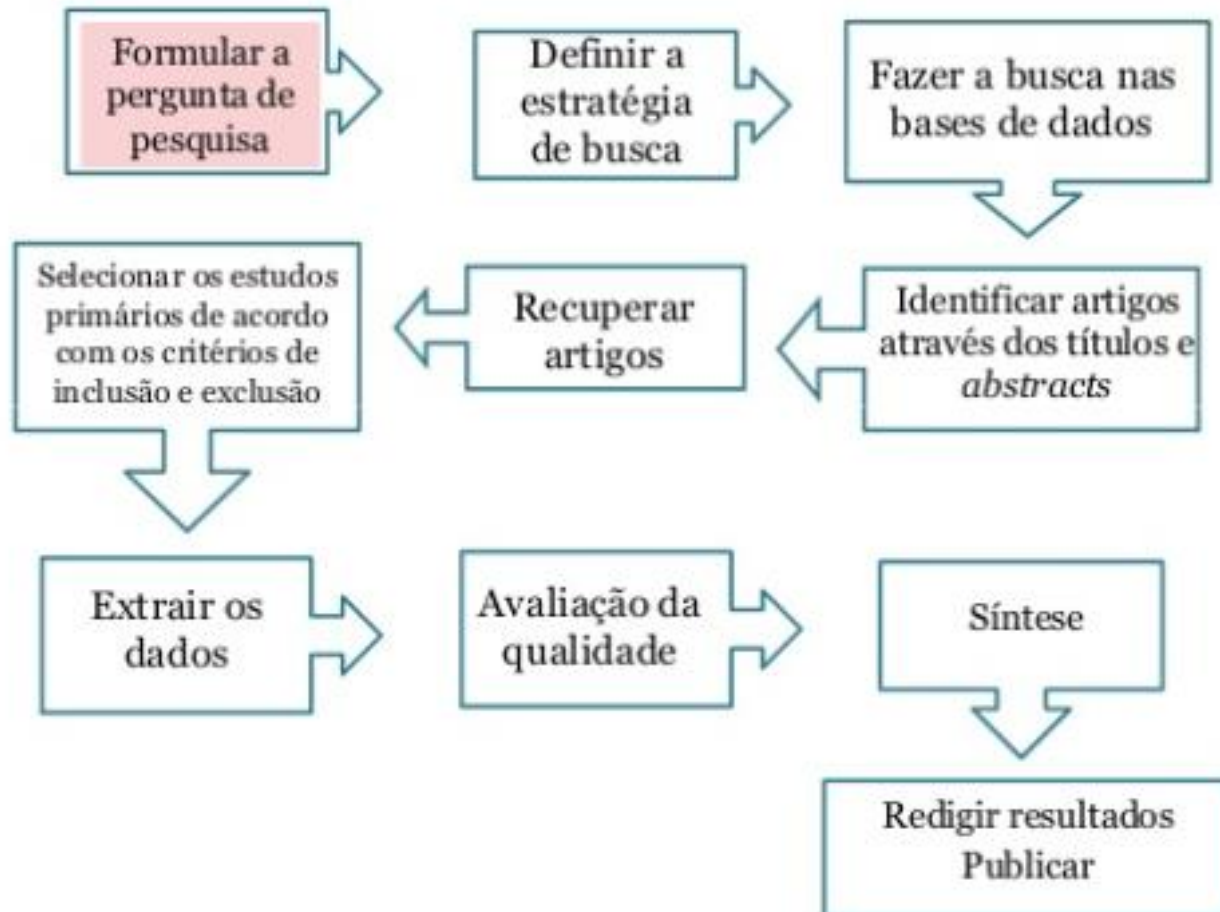 Formular a
pergunta de
pesquisa
Definir a
estratégia
de busca
Fazer a busca nas
bases de dados
Identificar artigos
através dos títulos e
abstracts
Recuperar
artigos
Selecionar os estudos
primários de acordo
com os critérios de
inclusão e exclusão
Extrair os
dados
Avaliação da
qualidade
Síntese
Redigir resultados
Publicar